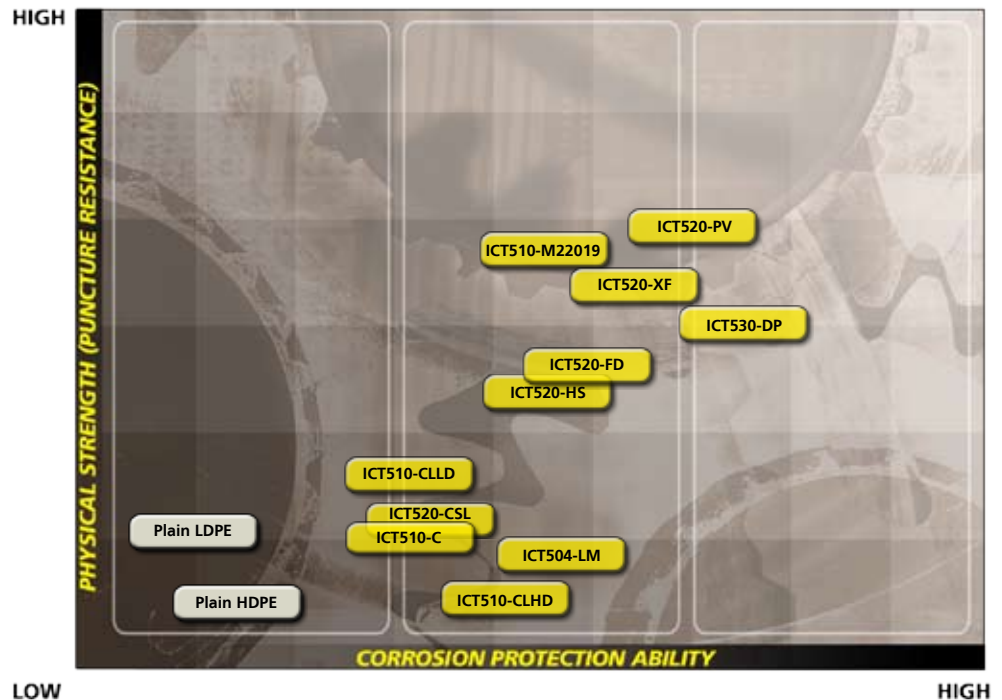 HIGH
PHYSICAL STRENGTH (PUNCTURE RESISTANCE)
ICT520-PV
ICT510-M22019
ICT520-XF
ICT530-DP
ICT520-FD
ICT520-HS
ICT510-CLLD
ICT520-CSL
Plain LDPE
ICT510-C
ICT504-LM
Plain HDPE
ICT510-CLHD
CORROSION PROTECTION ABILITY
LOW
HIGH